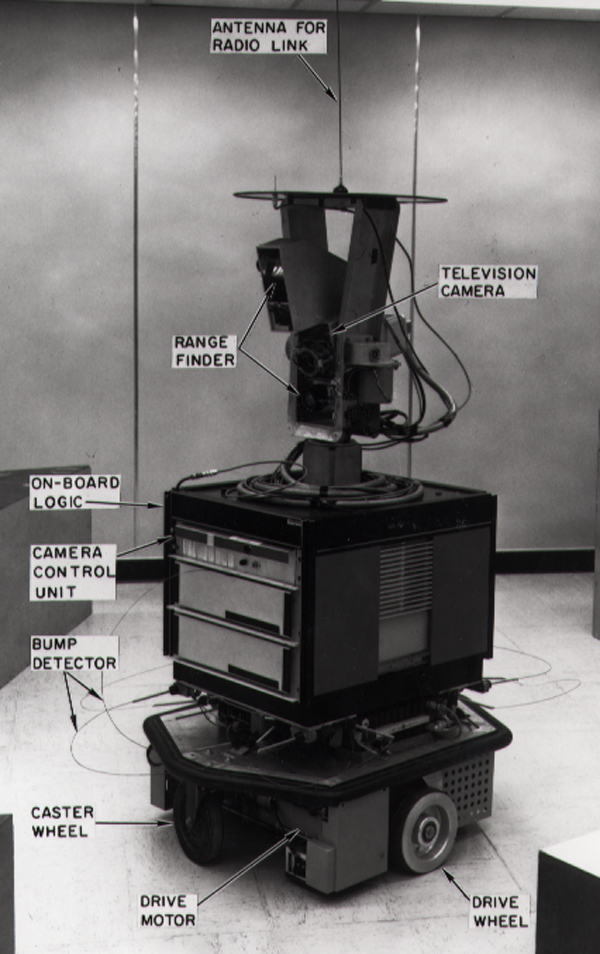 ANTENNA FOR
RADIO LINK
TELEVISION
CAMERA
RANGE
FINDER
ON-BOARD
LOGIC
CAMERA
CONTROL
UNIT
BUMP
DETECTOR
CASTER
WHEEL
DRIVE
MOTOR
DRIVE
WHEEL